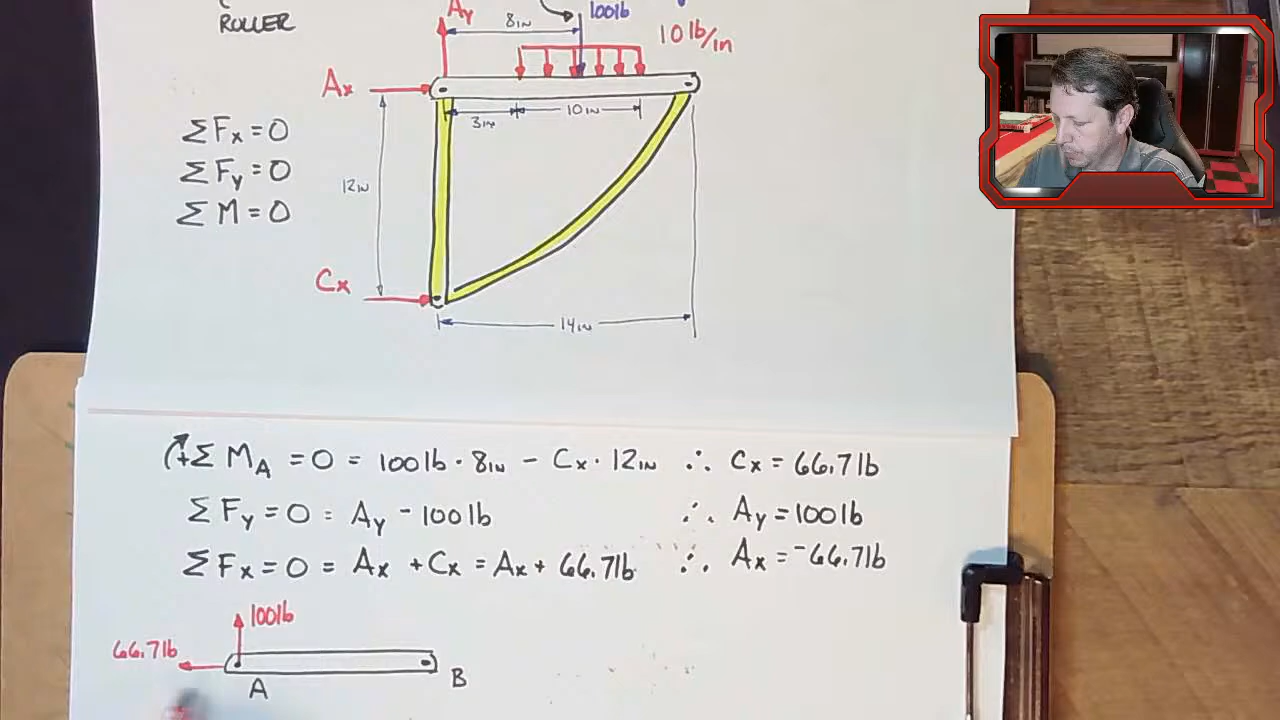 ROLLER
Ay
8IN
100lb
10 lb/in
Ax
3IN
10IN
ΣFx=0
ΣFy=0
ΣM=0
12IN
Cx
14IN
+ΣMA=0=100lb·8IN-Cx·12IN ∴ Cx=66.7lb
ΣFy=0=Ay-100lb ∴ Ay=100lb
ΣFx=0=Ax+Cx=Ax+66.7lb ∴ Ax=-66.7lb
100lb
66.7lb
A
B